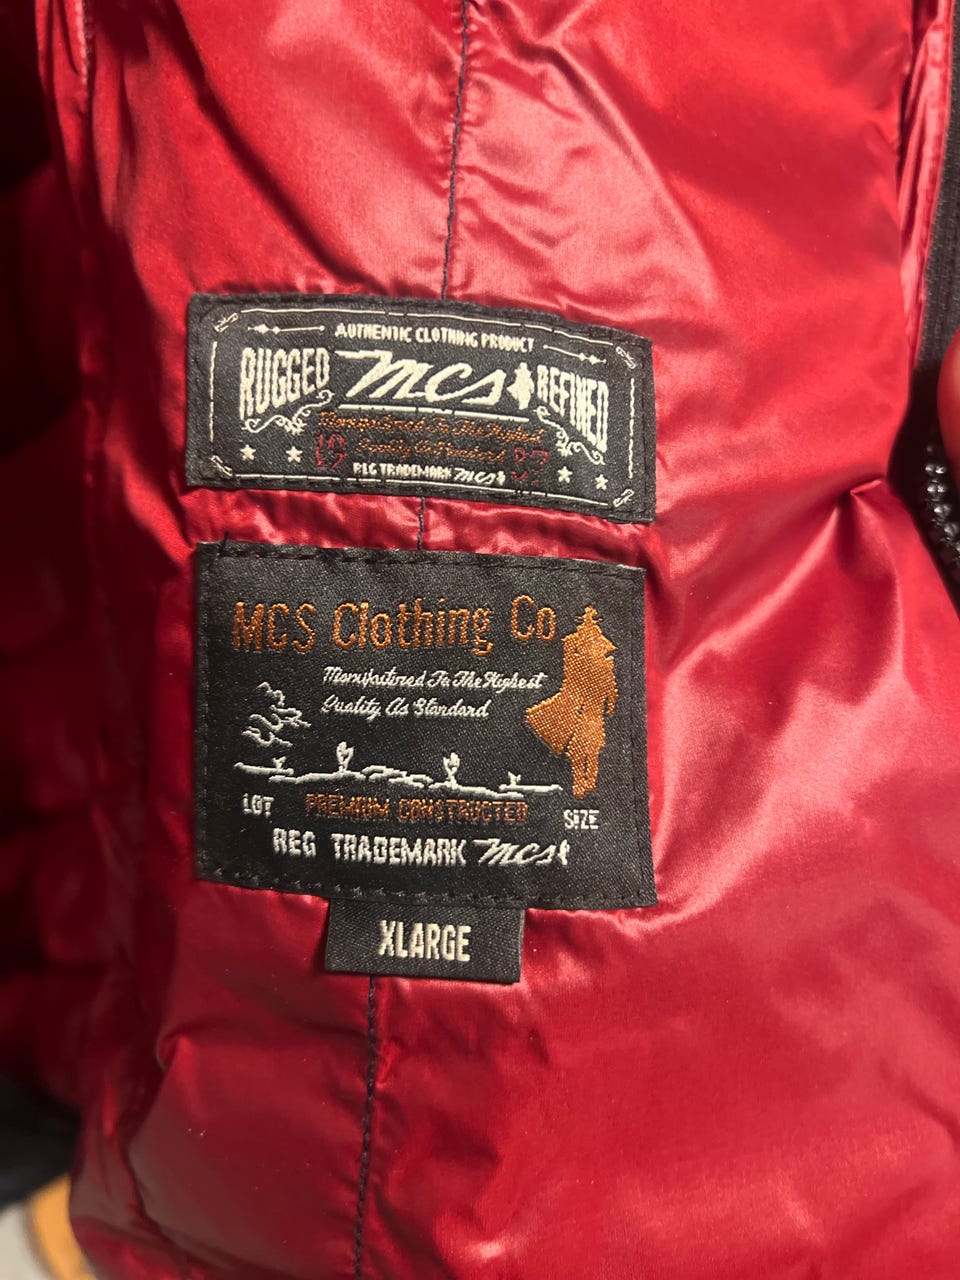 AUTHENTIC CLOTHING PRODUCT
RUGGED mcs REFINED
Manufactured To The Highest
19 Quality As Standard 87
REG TRADEMARK mcs
MCS Clothing Co
Manufactured To The Highest
Quality As Standard
LOT PREMIUM CONSTRUCTED SIZE
REG TRADEMARK mcs
XLARGE